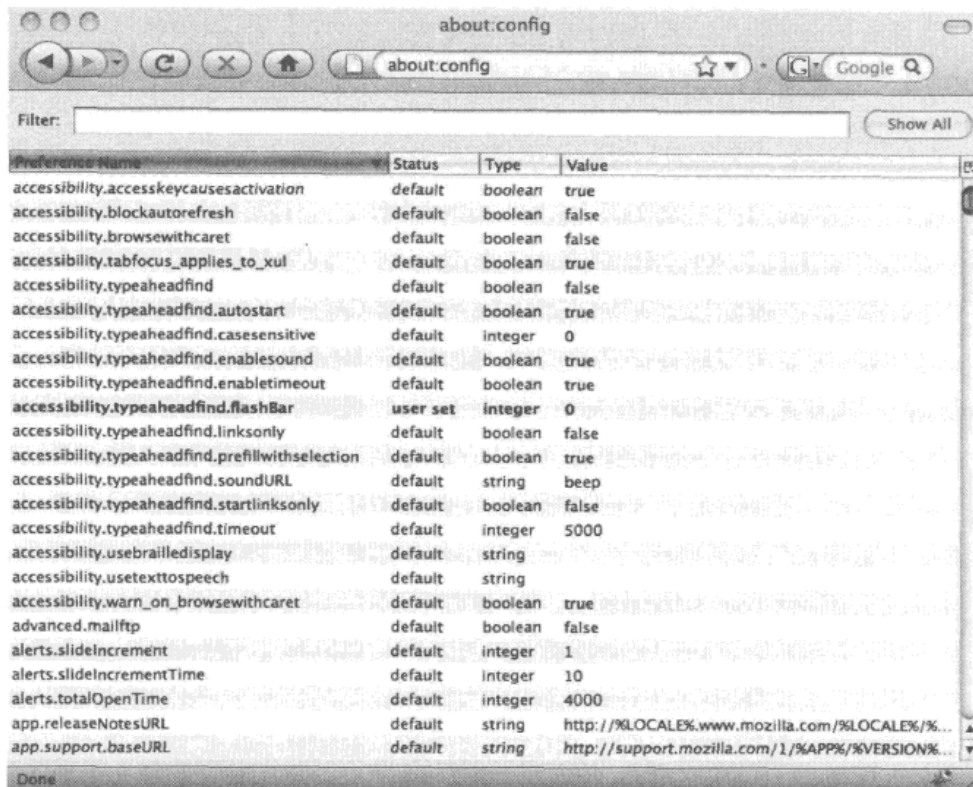 about:config
about:config Google
Filter: Show All
Preference Name Status Type Value
accessibility.accesskeycausesactivation default boolean true
accessibility.blockautorefresh default boolean false
accessibility.browsewithcaret default boolean false
accessibility.tabfocus_applies_to_xul default boolean true
accessibility.typeaheadfind default boolean false
accessibility.typeaheadfind.autostart default boolean true
accessibility.typeaheadfind.casesensitive default integer 0
accessibility.typeaheadfind.enablesound default boolean true
accessibility.typeaheadfind.enabletimeout default boolean true
accessibility.typeaheadfind.flashBar user set integer 0
accessibility.typeaheadfind.linksonly default boolean false
accessibility.typeaheadfind.prefillwithselection default boolean true
accessibility.typeaheadfind.soundURL default string beep
accessibility.typeaheadfind.startlinksonly default boolean false
accessibility.typeaheadfind.timeout default integer 5000
accessibility.usebrailledisplay default string
accessibility.usetexttospeech default string
accessibility.warn_on_browsewithcaret default boolean true
advanced.mailftp default boolean false
alerts.slideIncrement default integer 1
alerts.slideIncrementTime default integer 10
alerts.totalOpenTime default integer 4000
app.releaseNotesURL default string http://%LOCALE%.www.mozilla.com/%LOCALE%/%...
app.support.baseURL default string http://support.mozilla.com/1/%APP%/%VERSION%...
Done